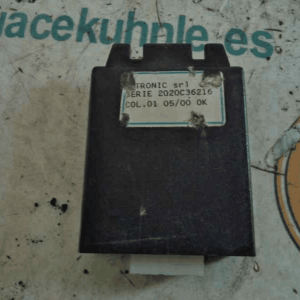 uacekuhnle.es
TRONIC srl
SERIE 2020C36216
COL.01 05/00 OK